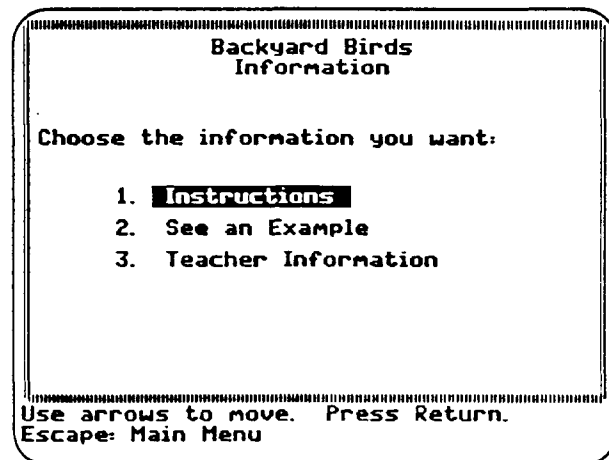 Backyard Birds
Information
Choose the information you want:
1. Instructions
2. See an Example
3. Teacher Information
Use arrows to move. Press Return.
Escape: Main Menu